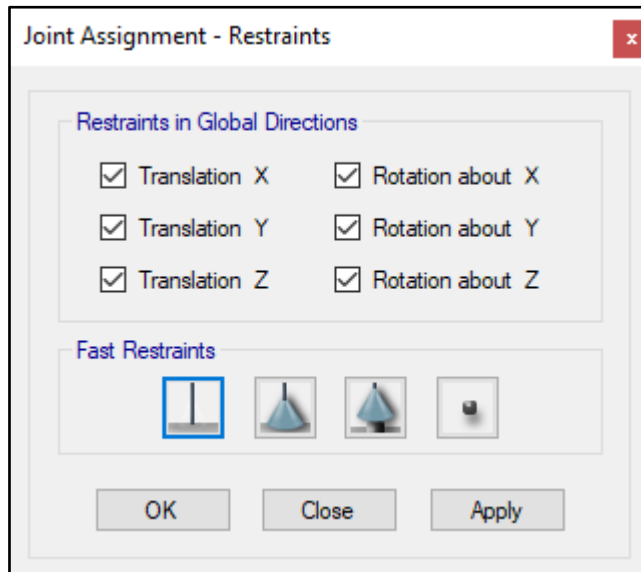 Joint Assignment - Restraints
x
Restraints in Global Directions
Translation X
Rotation about X
Translation Y
Rotation about Y
Translation Z
Rotation about Z
Fast Restraints
OK
Close
Apply